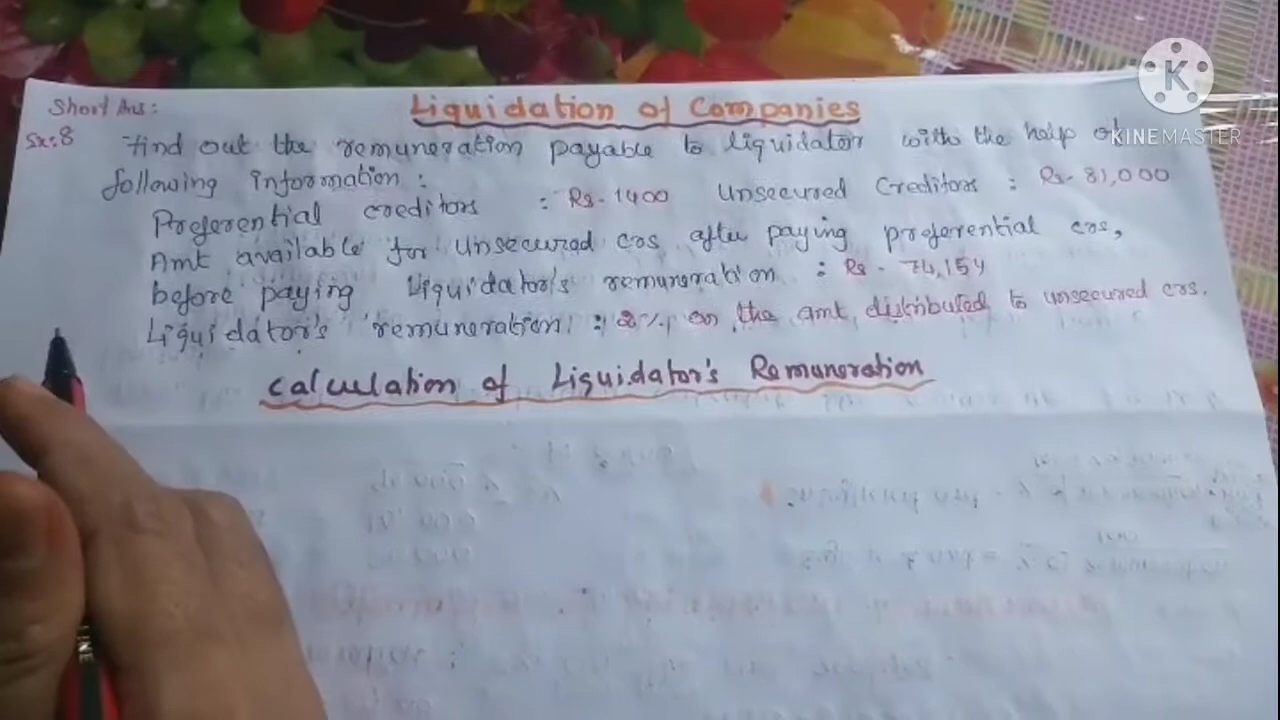 Short Ans:
Liquidation of Companies
Sx:8 Find out the remuneration payable to liquidator with the help of
following information:
Preferential creditors : Rs. 1400 Unsecured Creditors : Rs. 81,000
Amt available for unsecured crs after paying preferential crs,
before paying Liquidator's remuneration : Rs. 74,154
Liquidator's remuneration : 2% on the amt distributed to unsecured crs.
Calculation of Liquidator's Remuneration
K
KINEMASTER